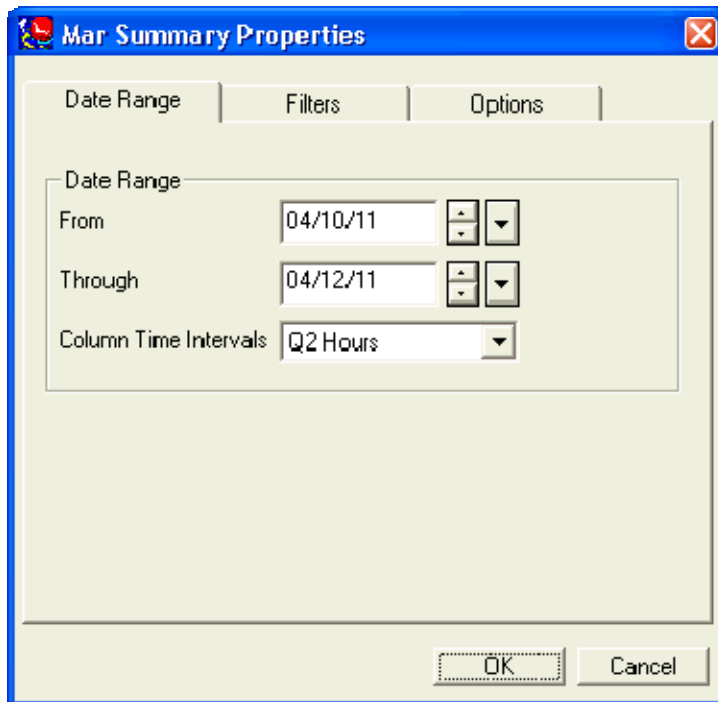 Mar Summary Properties
Date Range Filters Options
Date Range
From 04/10/11
Through 04/12/11
Column Time Intervals Q2 Hours
OK Cancel